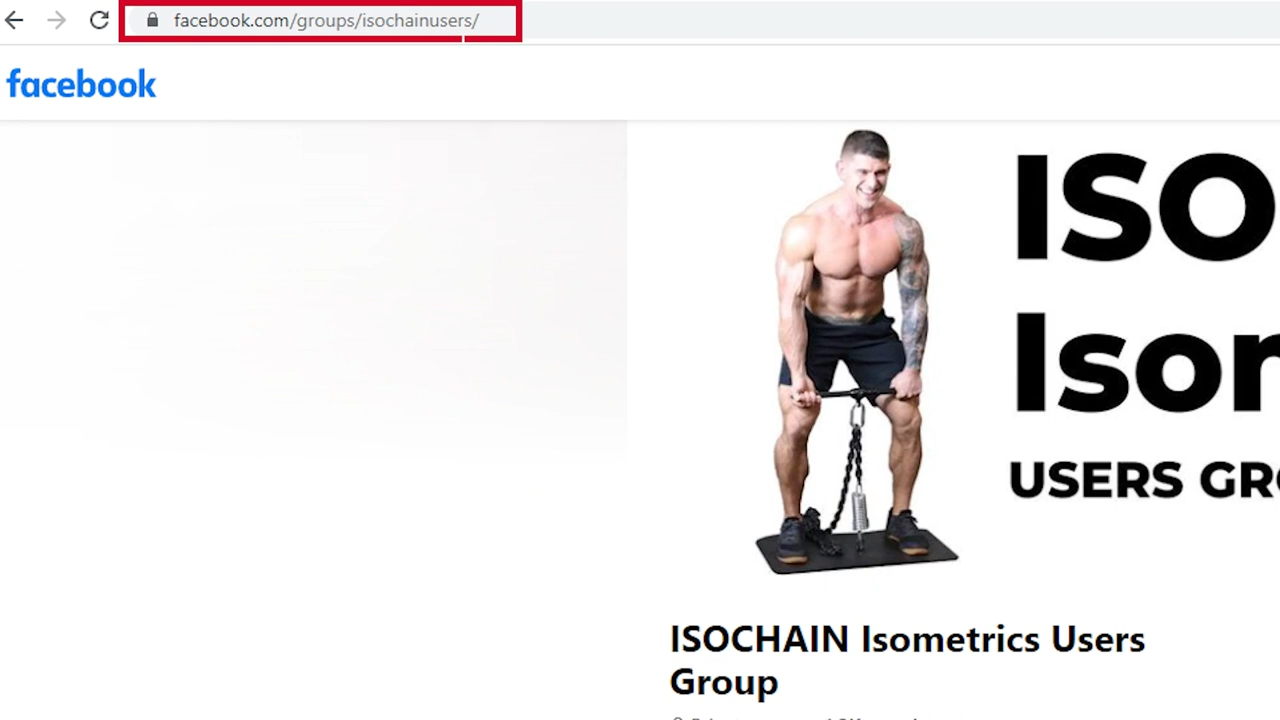 facebook.com/groups/isochainusers/
facebook
ISO
Isor
USERS GRO
ISOCHAIN Isometrics Users
Group